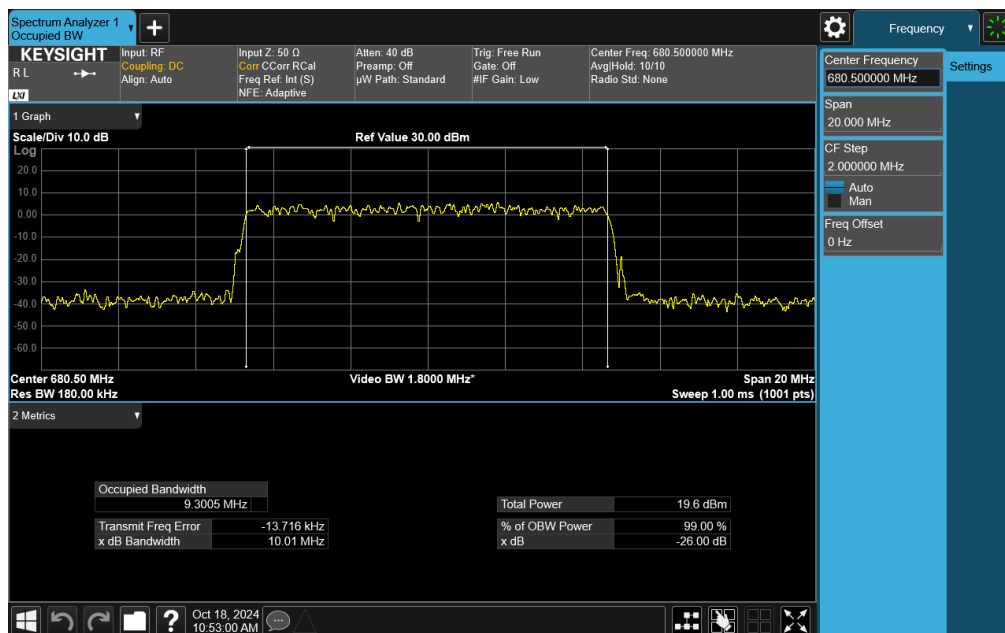 Spectrum Analyzer 1
Occupied BW
Frequency
KEYSIGHT
R L
LXI
Input: RF
Coupling: DC
Align: Auto
Input Z: 50 Ω
Corr CCorr RCal
Freq Ref: Int (S)
NFE: Adaptive
Atten: 40 dB
Preamp: Off
µW Path: Standard
Trig: Free Run
Gate: Off
#IF Gain: Low
Center Freq: 680.500000 MHz
Avg|Hold: 10/10
Radio Std: None
Center Frequency
680.500000 MHz
Settings
Span
20.000 MHz
CF Step
2.000000 MHz
Auto
Man
Freq Offset
0 Hz
1 Graph
Scale/Div 10.0 dB
Ref Value 30.00 dBm
Log
20.0
10.0
0.00
-10.0
-20.0
-30.0
-40.0
-50.0
-60.0
Center 680.50 MHz
Video BW 1.8000 MHz*
Span 20 MHz
Res BW 180.00 kHz
Sweep 1.00 ms (1001 pts)
2 Metrics
Occupied Bandwidth
9.3005 MHz
Total Power 19.6 dBm
Transmit Freq Error -13.716 kHz
% of OBW Power 99.00 %
x dB Bandwidth 10.01 MHz
x dB -26.00 dB
?
Oct 18, 2024
10:53:00 AM